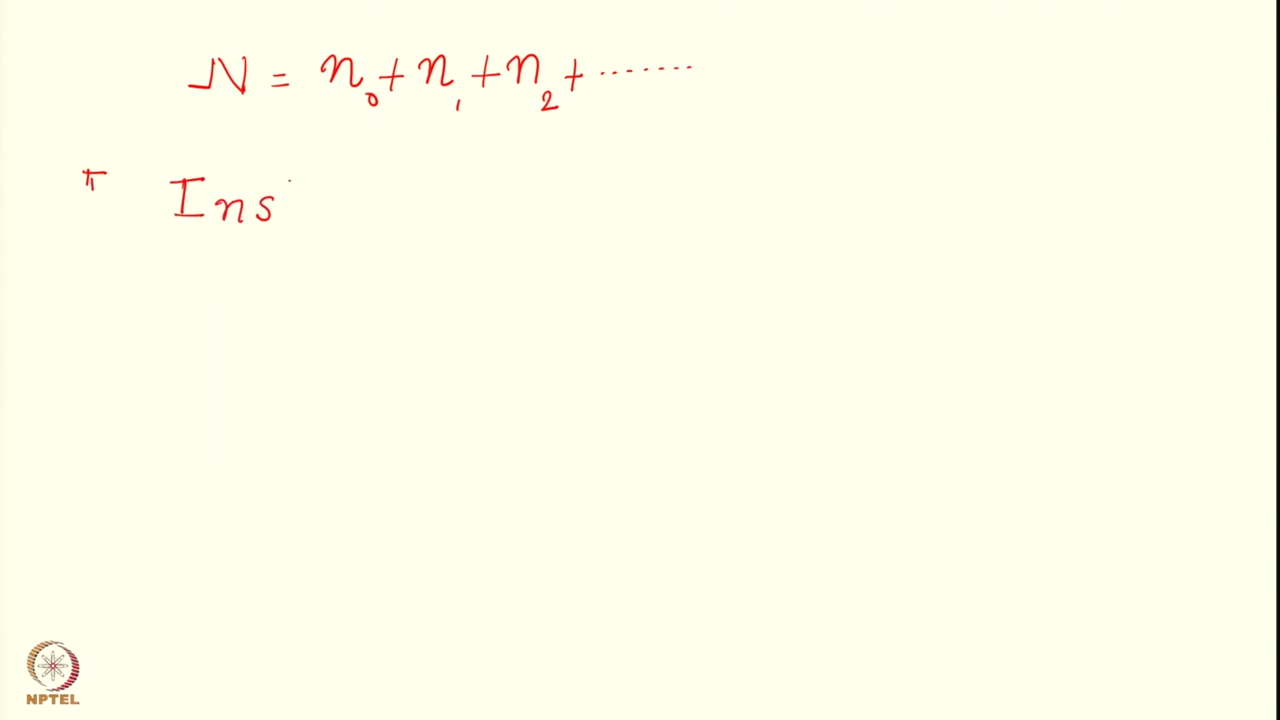 N = n₀ + n₁ + n₂ + .......
π Ins
NPTEL